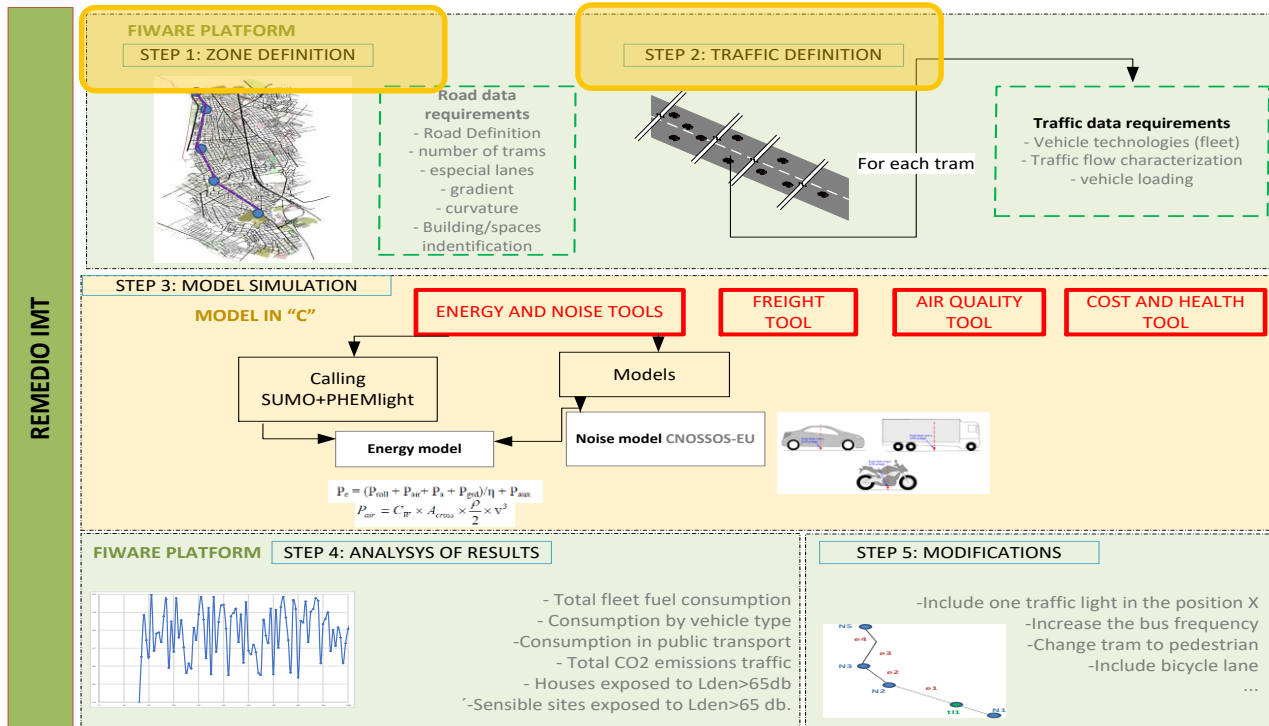 REMEDIO IMT
FIWARE PLATFORM
STEP 1: ZONE DEFINITION
Road data
requirements
- Road Definition
- number of trams
- especial lanes
- gradient
- curvature
- Building/spaces
indentification
STEP 2: TRAFFIC DEFINITION
For each tram
Traffic data requirements
- Vehicle technologies (fleet)
- Traffic flow characterization
- vehicle loading
STEP 3: MODEL SIMULATION
MODEL IN “C”
ENERGY AND NOISE TOOLS
FREIGHT
TOOL
AIR QUALITY
TOOL
COST AND HEALTH
TOOL
Calling
SUMO+PHEMlight
Models
Energy model
Noise model CNOSSOS-EU
Pe = (Proll + Pair + Pa + Pgrd)/η + Paux
Pair = CW × Across × ρ/2 × v³
FIWARE PLATFORM
STEP 4: ANALYSYS OF RESULTS
- Total fleet fuel consumption
- Consumption by vehicle type
-Consumption in public transport
- Total CO2 emissions traffic
- Houses exposed to Lden>65db
´-Sensible sites exposed to Lden>65 db.
STEP 5: MODIFICATIONS
-Include one traffic light in the position X
-Increase the bus frequency
-Change tram to pedestrian
-Include bicycle lane
...
N5
e4
e3
N3
e2
N2
e1
tl1
N1